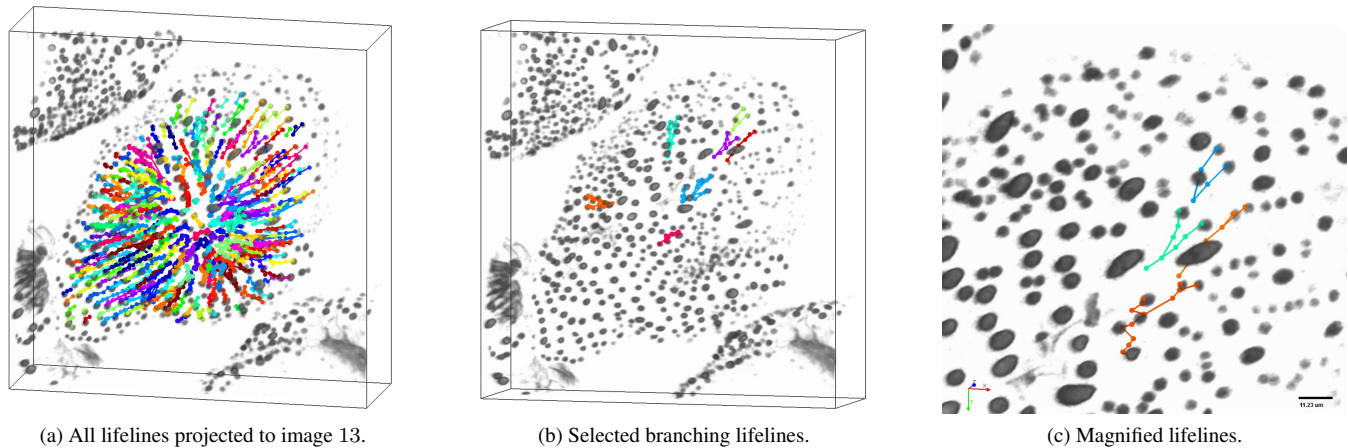 X
Y
11.23 um
(a) All lifelines projected to image 13.
(b) Selected branching lifelines.
(c) Magnified lifelines.